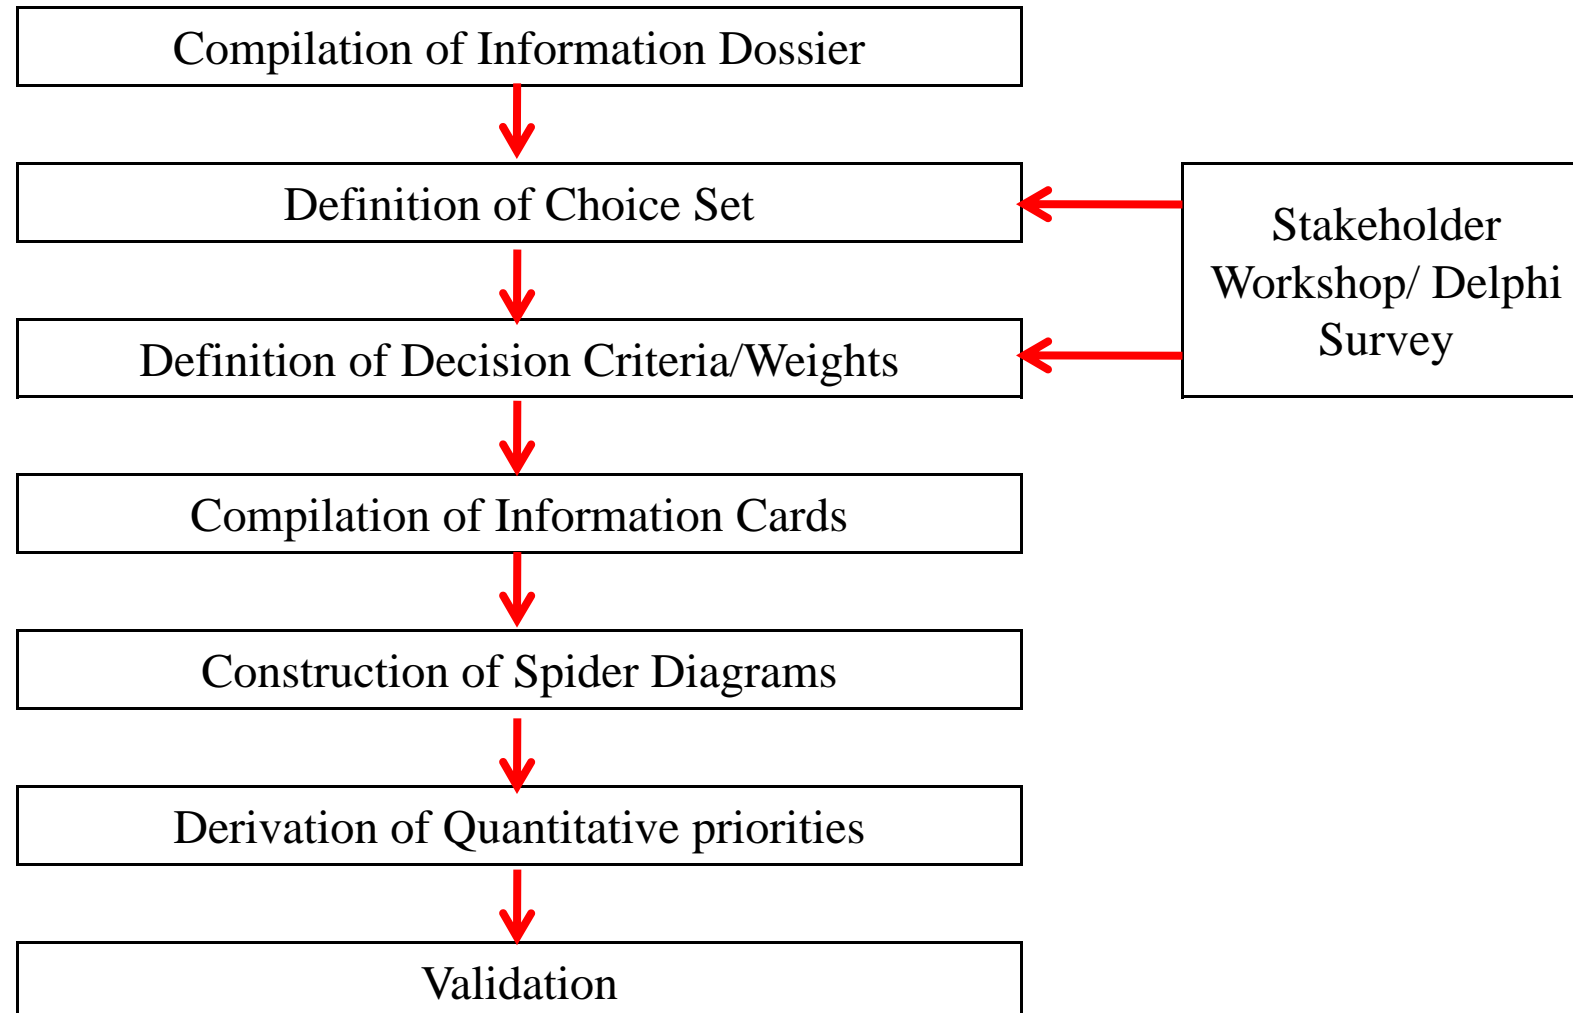 Compilation of Information Dossier
Definition of Choice Set
Stakeholder
Workshop/ Delphi
Survey
Definition of Decision Criteria/Weights
Compilation of Information Cards
Construction of Spider Diagrams
Derivation of Quantitative priorities
Validation